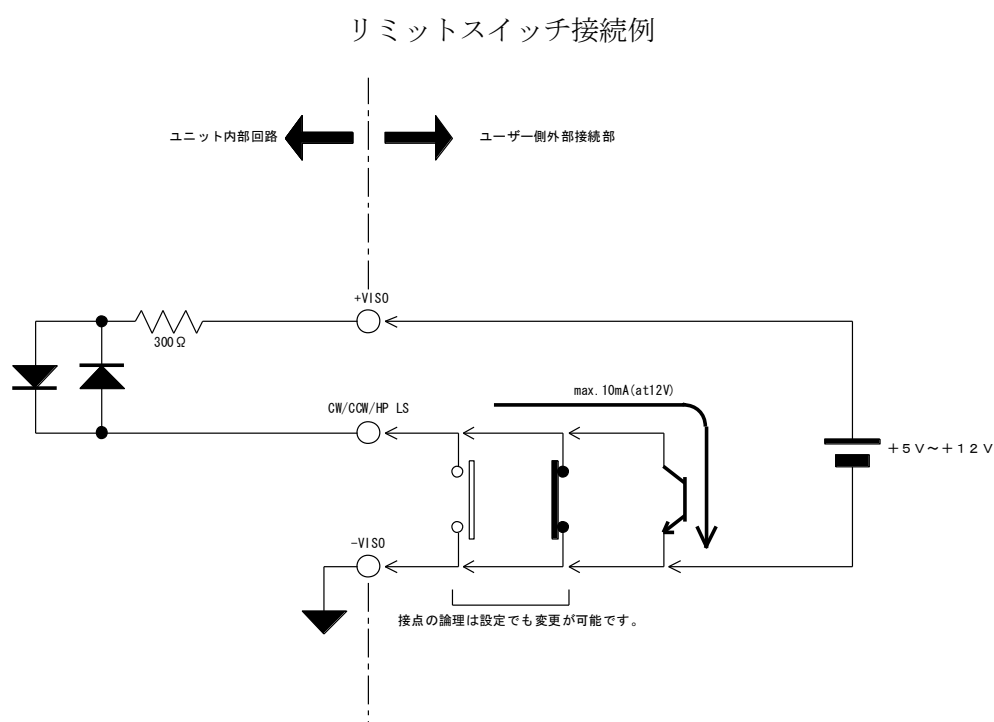 リミットスイッチ接続例
ユニット内部回路
ユーザー側外部接続部
+VISO
300Ω
max.10mA(at12V)
CW/CCW/HP LS
+5V~+12V
-VISO
接点の論理は設定でも変更が可能です。